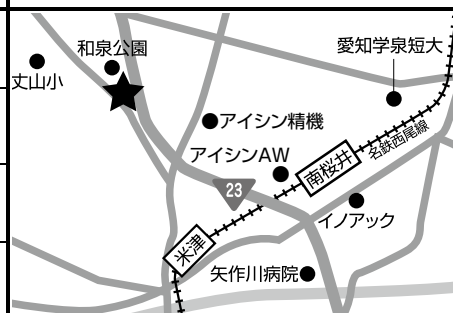 愛知学泉短大
和泉公園
丈山小
アイシン精機
名鉄西尾線
アイシンAW
南桜井
23
イノアック
米津
矢作川病院